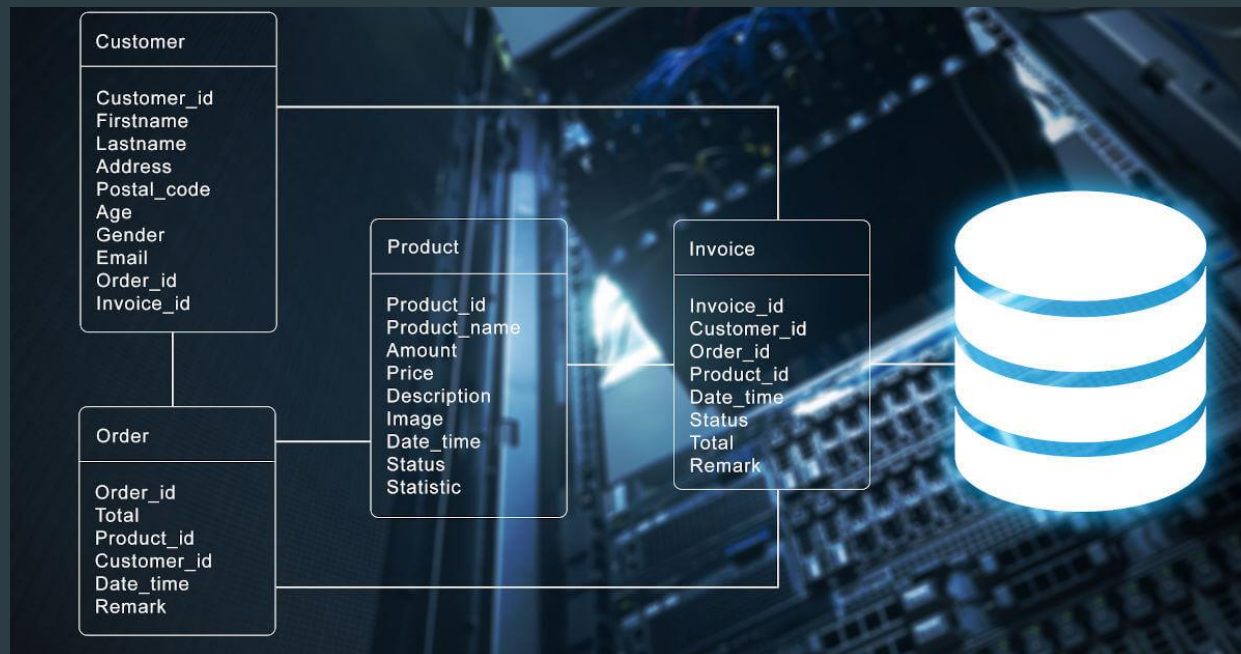 Customer
Customer_id
Firstname
Lastname
Address
Postal_code
Age
Gender
Email
Order_id
Invoice_id
Order
Order_id
Total
Product_id
Customer_id
Date_time
Remark
Product
Product_id
Product_name
Amount
Price
Description
Image
Date_time
Status
Statistic
Invoice
Invoice_id
Customer_id
Order_id
Product_id
Date_time
Status
Total
Remark